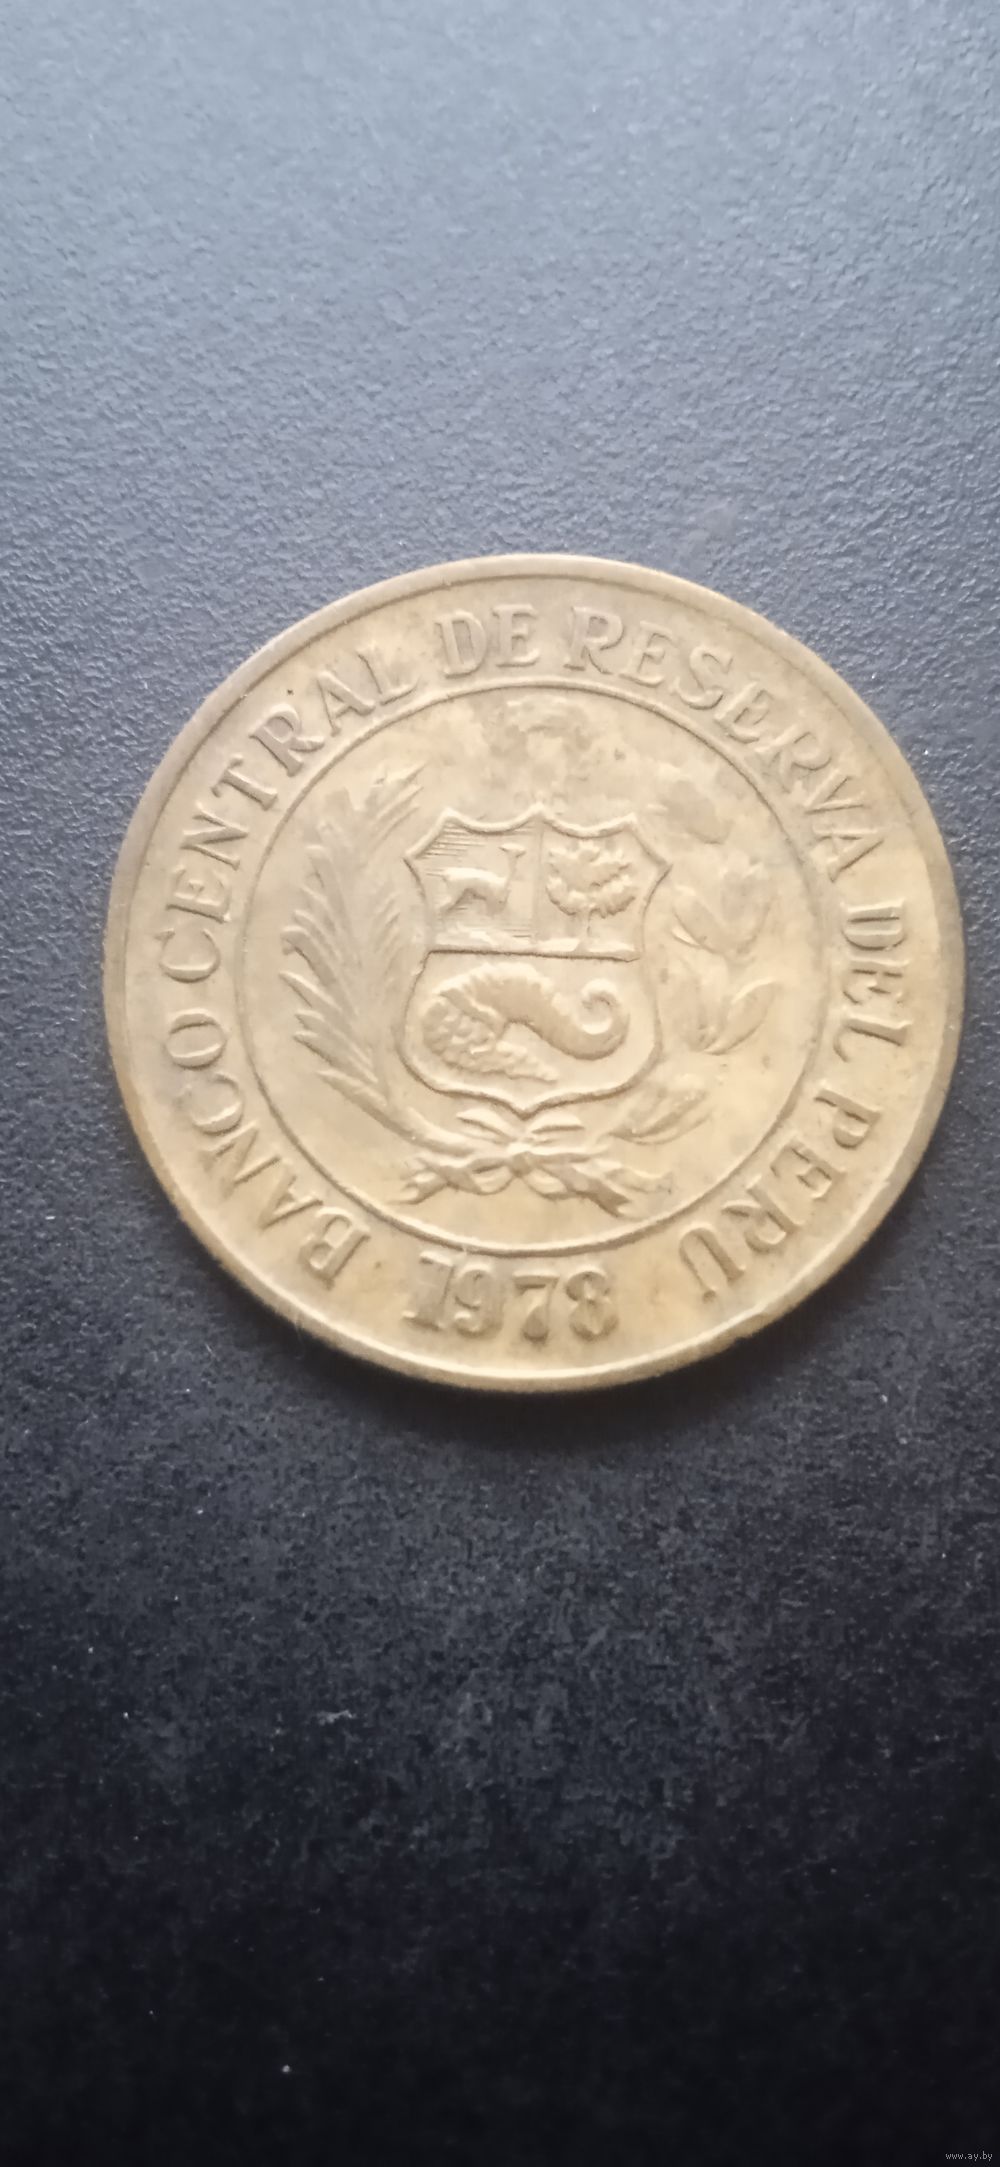 BANCO CENTRAL DE RESERVA DEL PERU
1978
www.ay.by